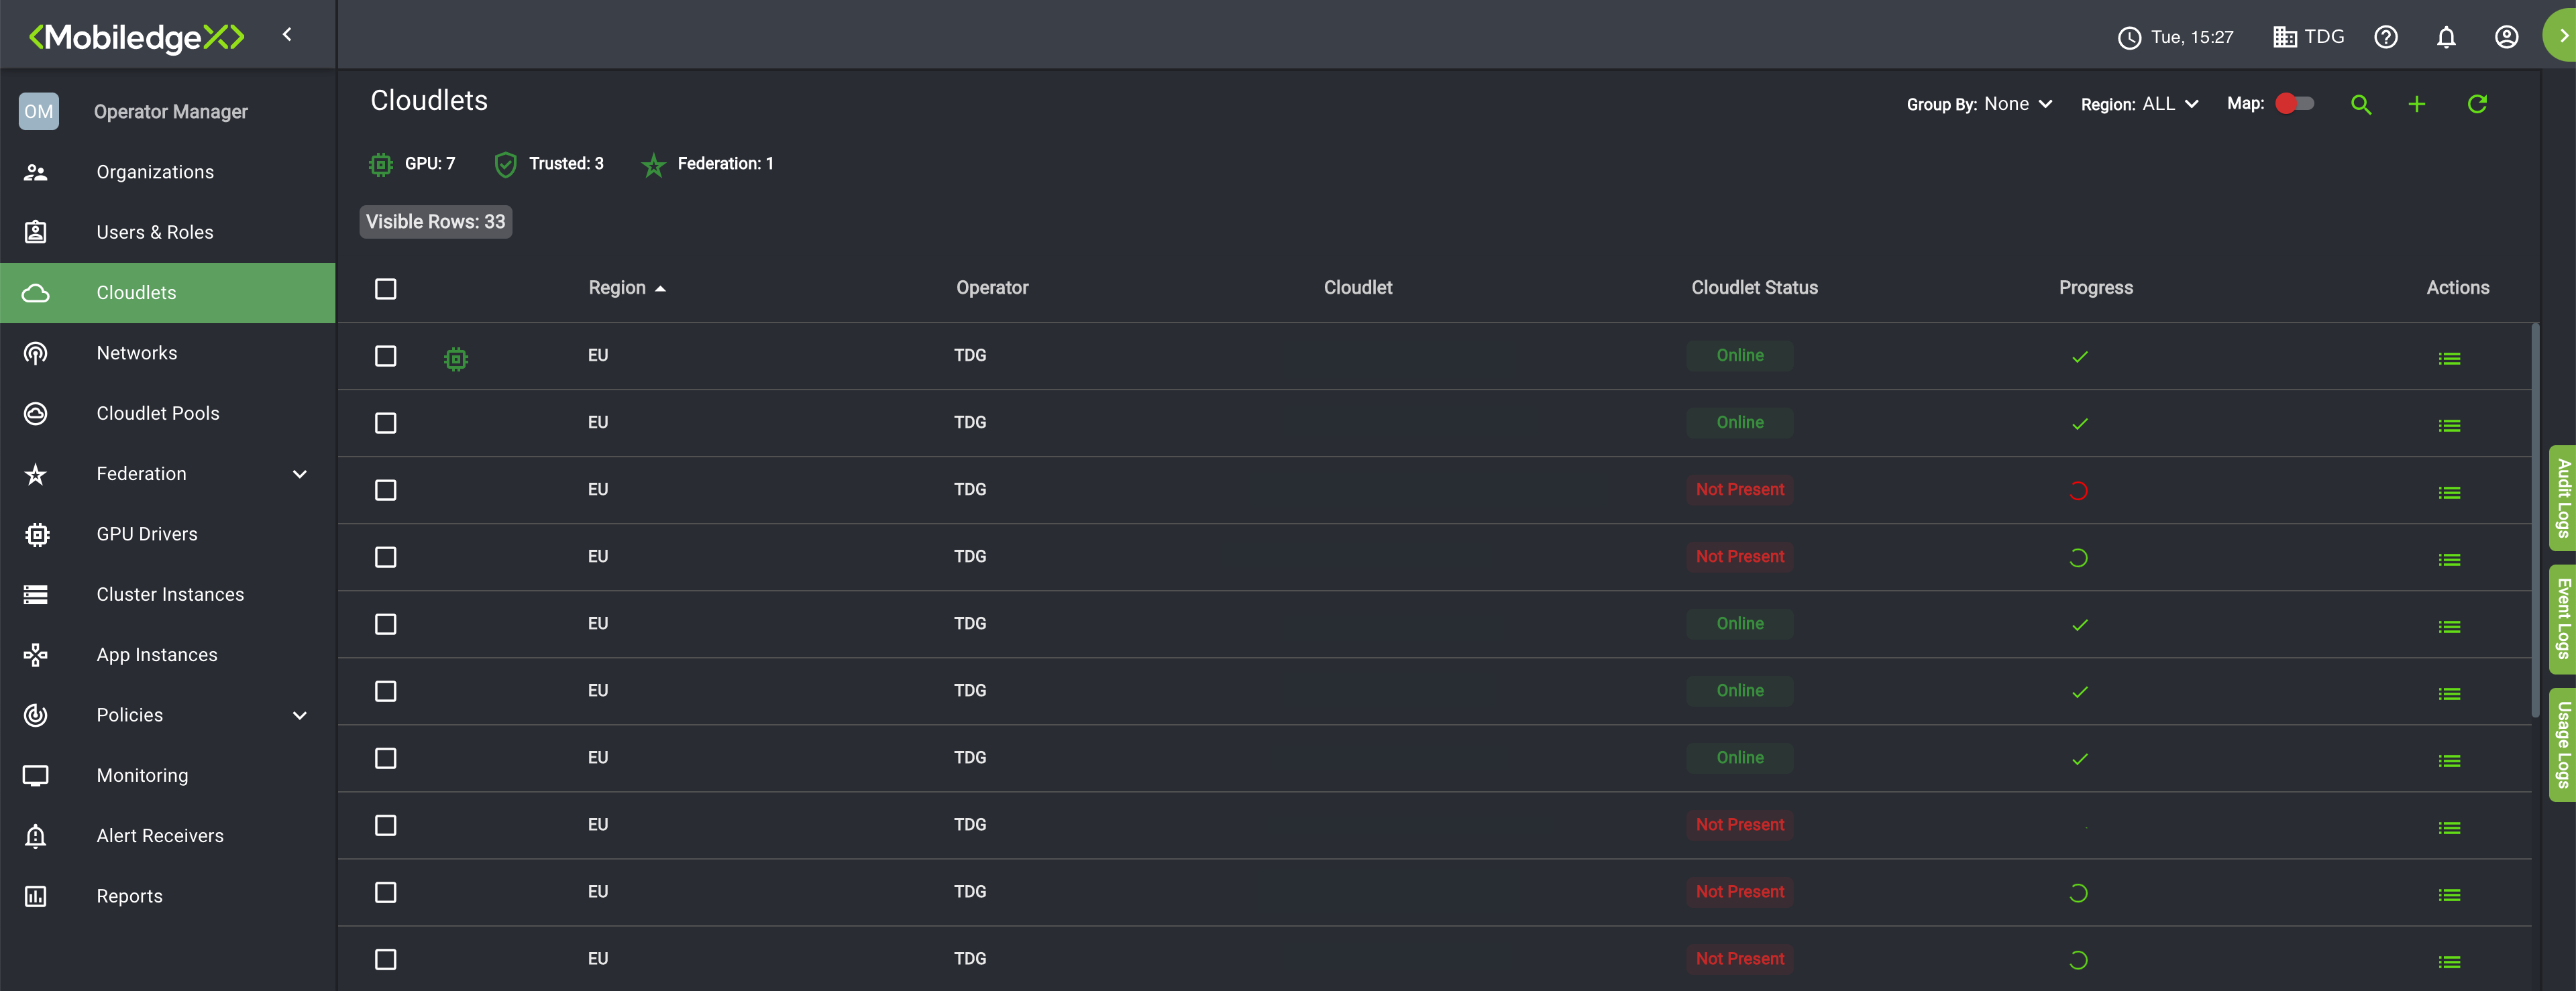 MobiledgeX
Tue, 15:27
TDG
OM
Operator Manager
Organizations
Users & Roles
Cloudlets
Networks
Cloudlet Pools
Federation
GPU Drivers
Cluster Instances
App Instances
Policies
Monitoring
Alert Receivers
Reports
Cloudlets
Group By: None
Region: ALL
Map:
GPU: 7
Trusted: 3
Federation: 1
Visible Rows: 33
Region Operator Cloudlet Cloudlet Status Progress Actions
EU TDG Online
EU TDG Online
EU TDG Not Present
EU TDG Not Present
EU TDG Online
EU TDG Online
EU TDG Online
EU TDG Not Present
EU TDG Not Present
EU TDG Not Present
Audit Logs
Event Logs
Usage Logs